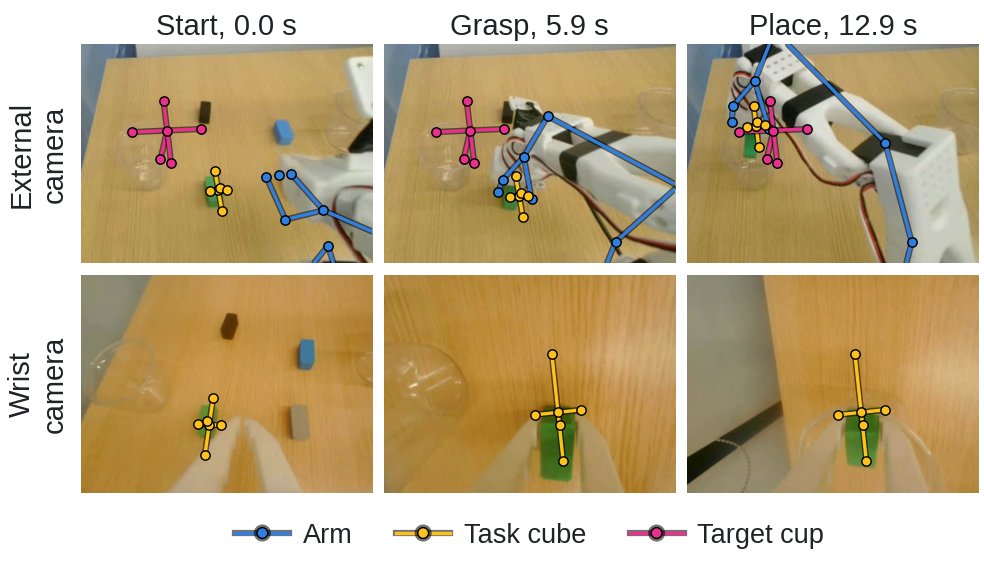 Start, 0.0 s
Grasp, 5.9 s
Place, 12.9 s
External
camera
Wrist
camera
Arm
Task cube
Target cup